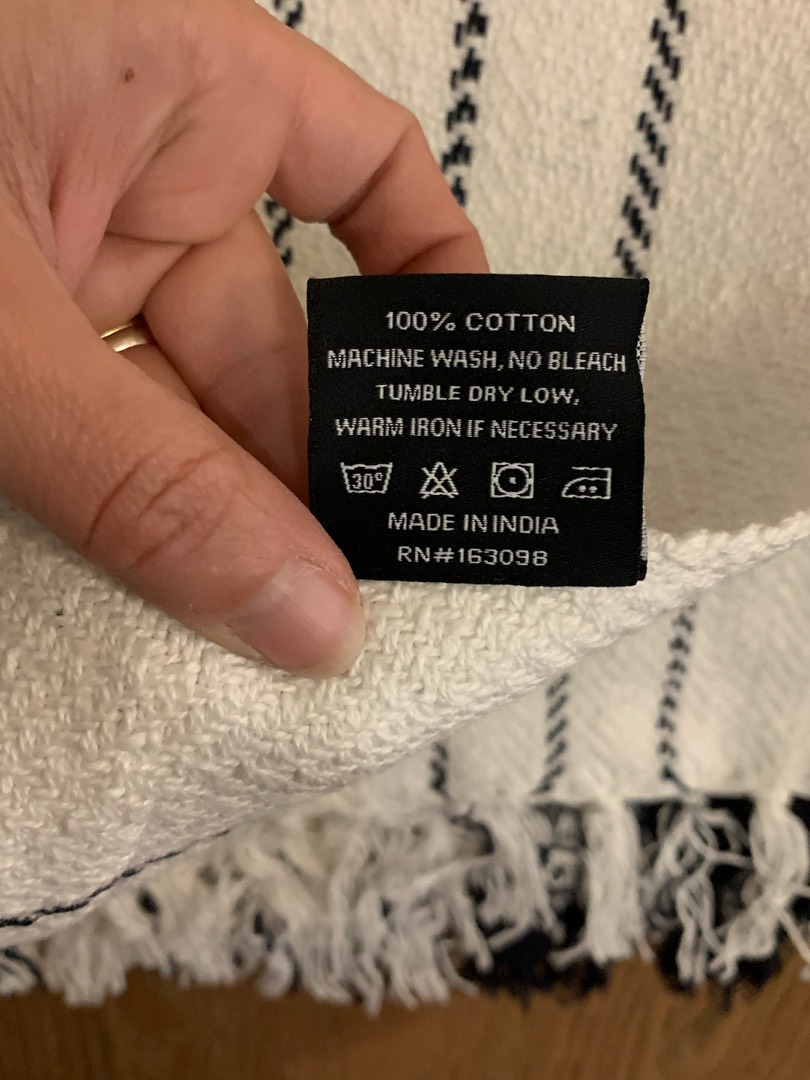 100% COTTON
MACHINE WASH, NO BLEACH
TUMBLE DRY LOW,
WARM IRON IF NECESSARY
30°
MADE IN INDIA
RN#163098